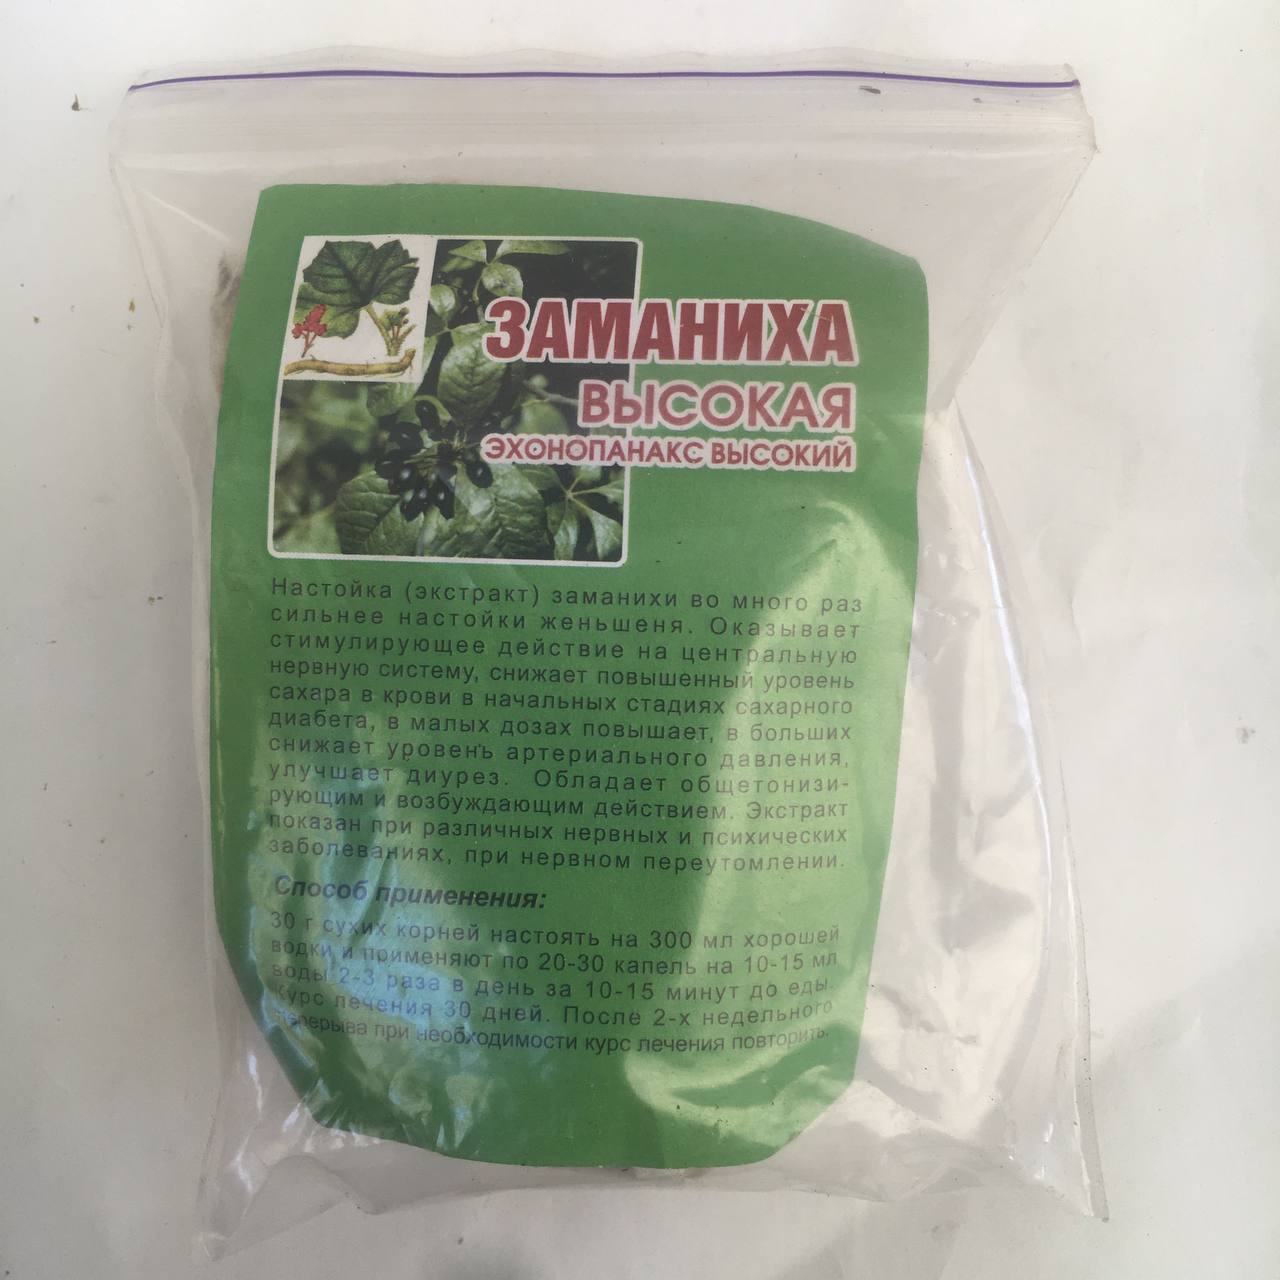 ЗАМАНИХА
ВЫСОКАЯ
ЭХОНОПАНАКС ВЫСОКИЙ
Настойка (экстракт) заманихи во много раз
сильнее настойки женьшеня. Оказывает
стимулирующее действие на центральную
нервную систему, снижает повышенный уровень
сахара в крови в начальных стадиях сахарного
диабета, в малых дозах повышает, в больших
снижает уровень артериального давления,
улучшает диурез. Обладает общетонизи-
рующим и возбуждающим действием. Экстракт
показан при различных нервных и психических
заболеваниях, при нервном переутомлении.
Способ применения:
30 г сухих корней настоять на 300 мл хорошей
водки и применяют по 20-30 капель на 10-15 мл
воды 2-3 раза в день за 10-15 минут до еды.
Курс лечения 30 дней. После 2-х недельного
перерыва при необходимости курс лечения повторить.